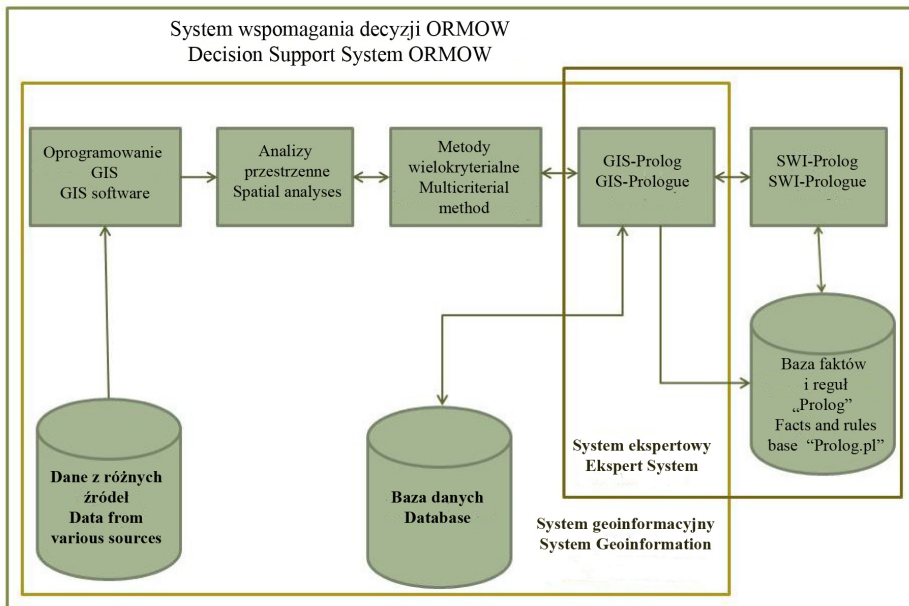 System wspomagania decyzji ORMOW
Decision Support System ORMOW
Oprogramowanie
GIS
GIS software
Analizy
przestrzenne
Spatial analyses
Metody
wielokryterialne
Multicriterial
method
GIS-Prolog
GIS-Prologue
SWI-Prolog
SWI-Prologue
Dane z różnych
źródeł
Data from
various sources
Baza danych
Database
Baza faktów
i reguł
„Prolog”
Facts and rules
base “Prolog.pl”
System ekspertowy
Ekspert System
System geoinformacyjny
System Geoinformation